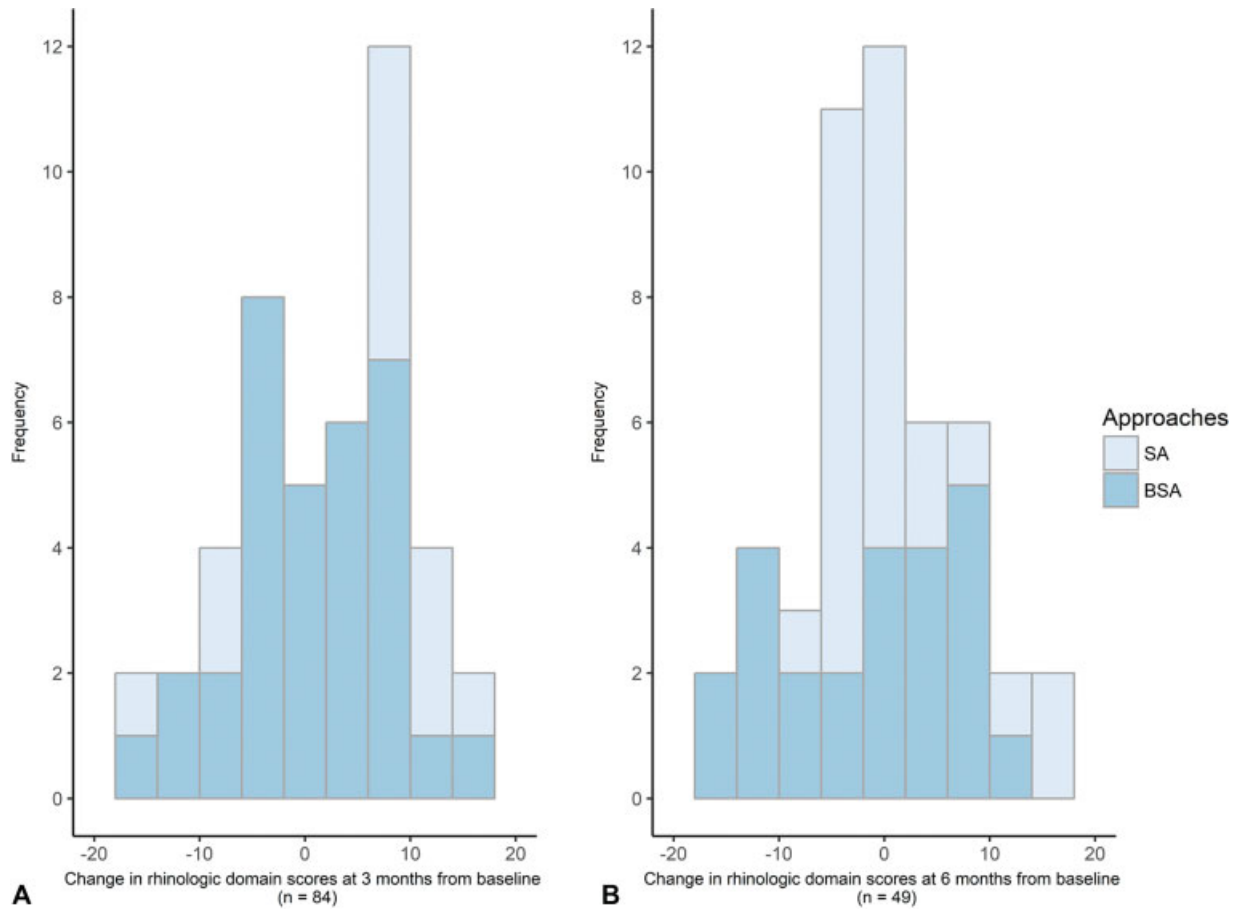 12
10
8
6
4
2
0
Frequency
-20 -10 0 10 20
Change in rhinologic domain scores at 3 months from baseline
(n = 84)
A
12
10
8
6
4
2
0
Frequency
-20 -10 0 10 20
Change in rhinologic domain scores at 6 months from baseline
(n = 49)
B
Approaches
SA
BSA